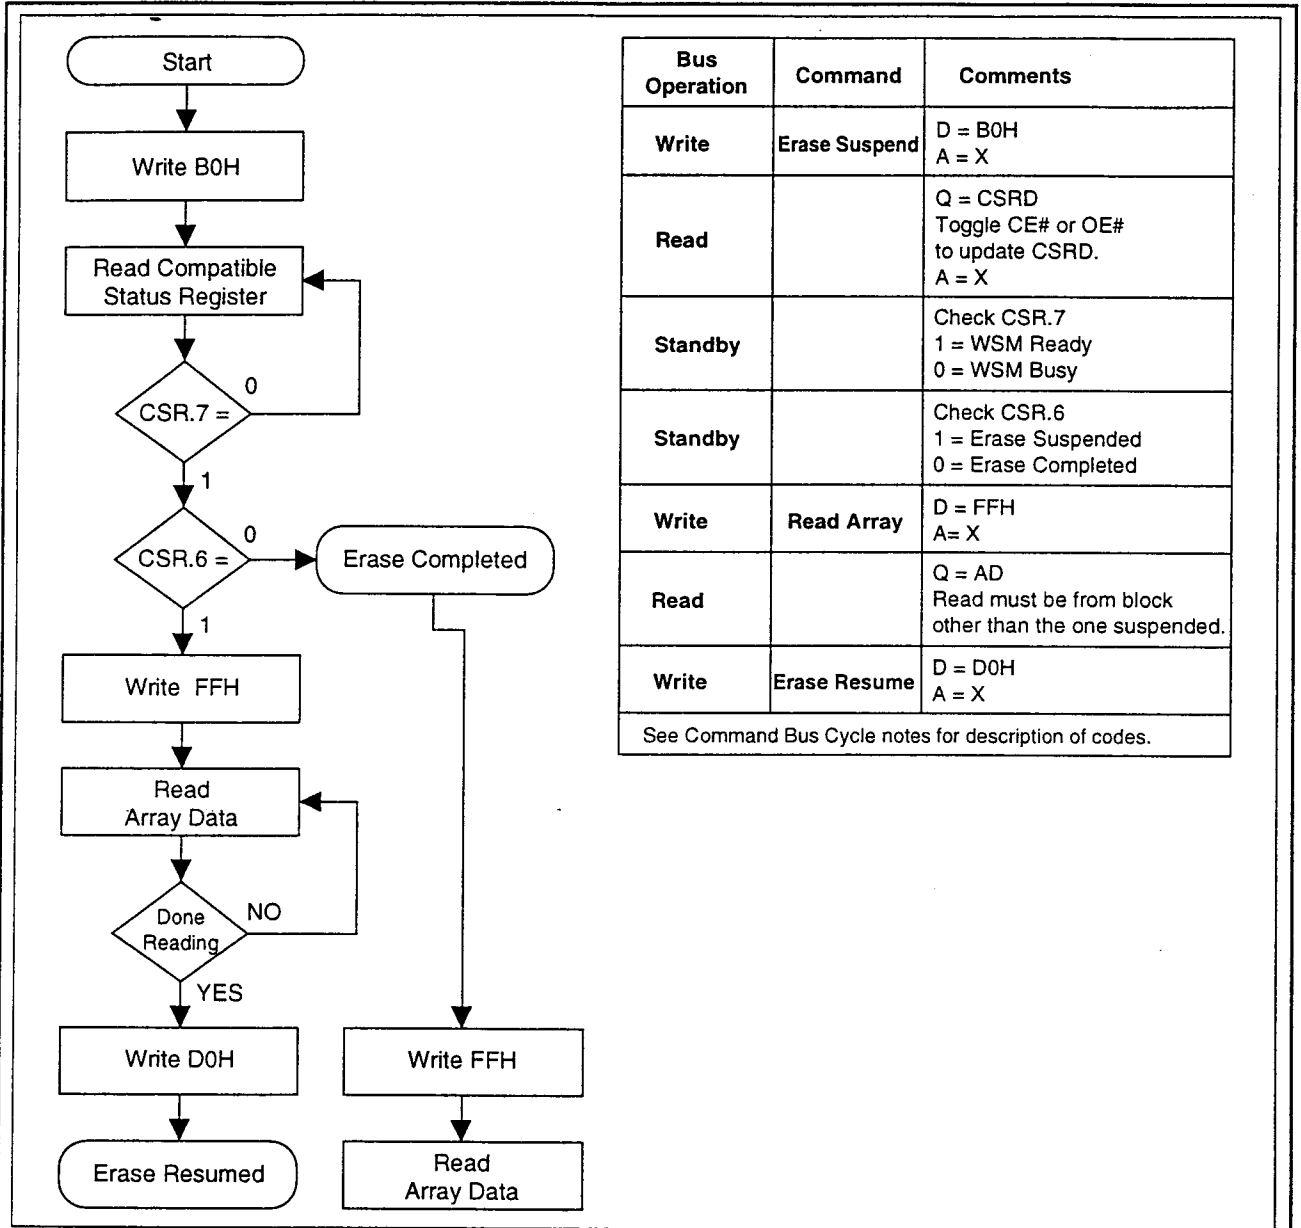 Start
Write B0H
Read Compatible
Status Register
CSR.7 =
0
1
CSR.6 =
0
Erase Completed
1
Write FFH
Read
Array Data
Done
Reading
NO
YES
Write D0H
Write FFH
Erase Resumed
Read
Array Data
Bus
Operation
Command
Comments
Write
Erase Suspend
D = B0H
A = X
Read
Q = CSRD
Toggle CE# or OE#
to update CSRD.
A = X
Standby
Check CSR.7
1 = WSM Ready
0 = WSM Busy
Standby
Check CSR.6
1 = Erase Suspended
0 = Erase Completed
Write
Read Array
D = FFH
A= X
Read
Q = AD
Read must be from block
other than the one suspended.
Write
Erase Resume
D = D0H
A = X
See Command Bus Cycle notes for description of codes.